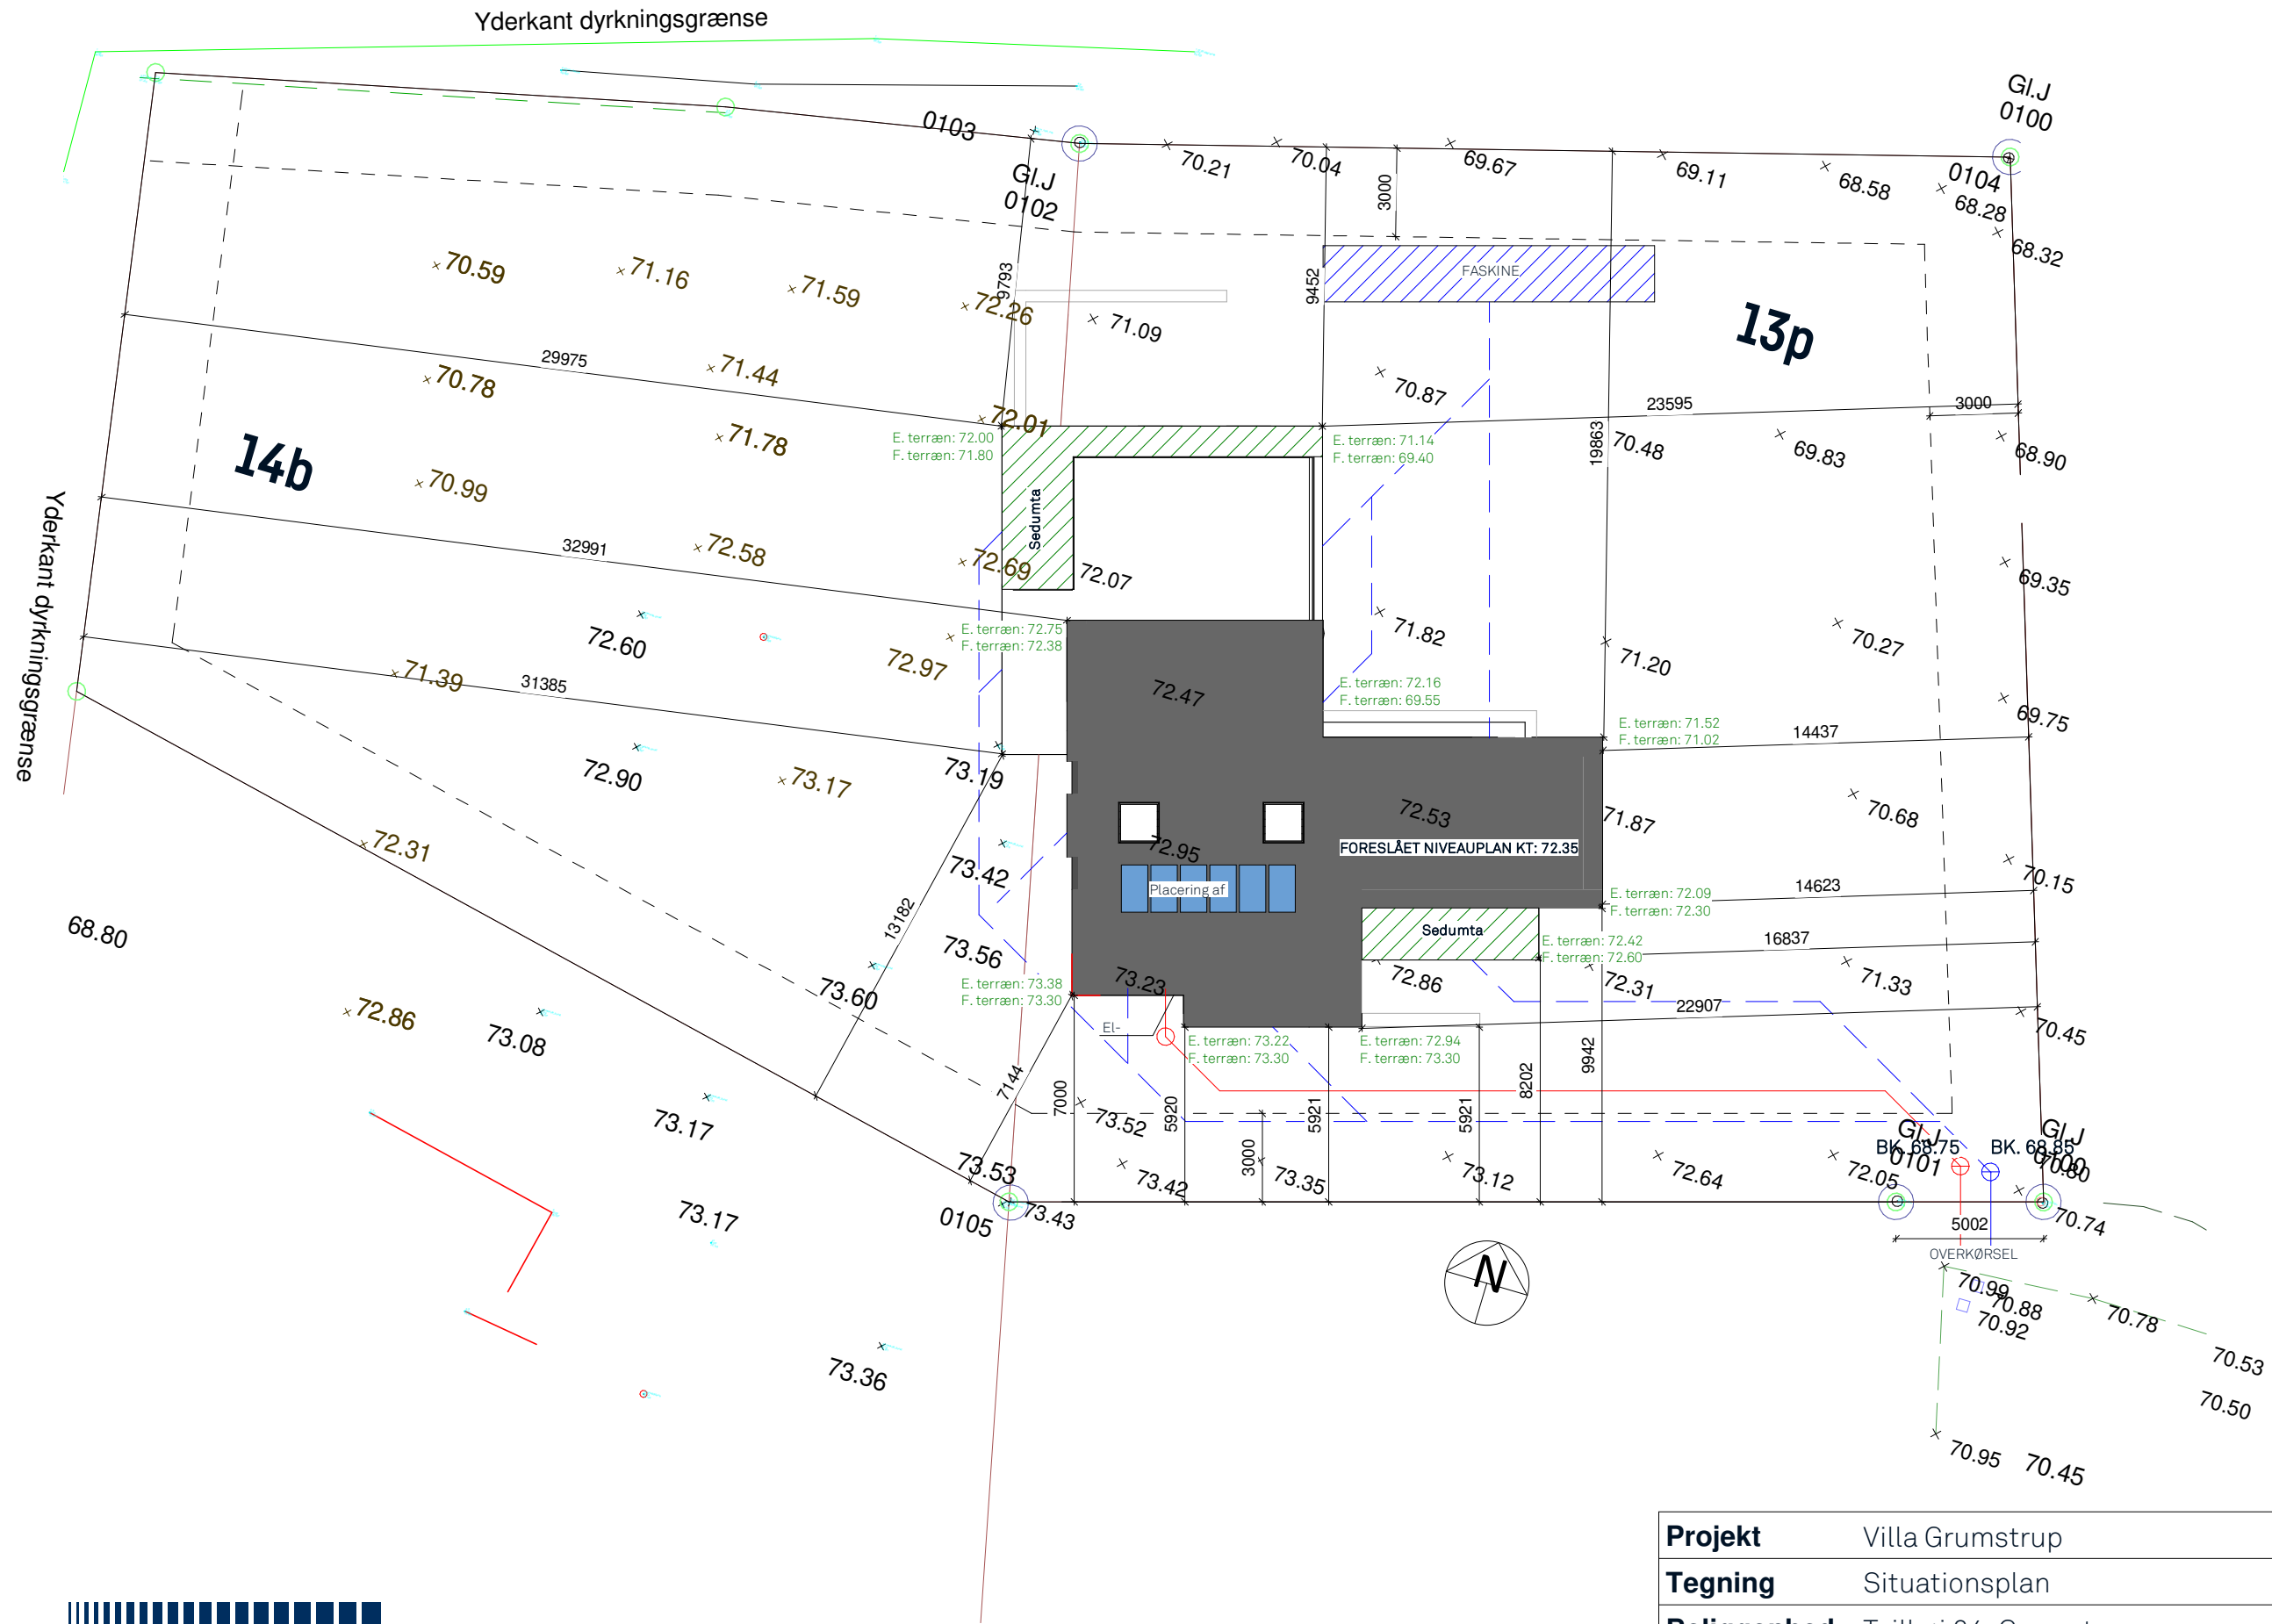 Yderkant dyrkningsgrænse
Gl.J
0100
0103
70.21
70.04
69.67
69.11
68.58
0104
68.28
68.32
Gl.J
0102
3000
9793
9452
FASKINE
13p
70.59
71.16
71.59
72.26
71.09
29975
70.78
71.44
72.01
70.87
23595
3000
14b
71.78
E. terræn: 72.00
F. terræn: 71.80
E. terræn: 71.14
F. terræn: 69.40
19863
70.48
69.83
68.90
70.99
Sedumta
32991
72.58
72.69
72.07
69.35
Yderkant dyrkningsgrænse
72.60
72.97
E. terræn: 72.75
F. terræn: 72.38
71.82
71.20
70.27
71.39
31385
72.47
E. terræn: 72.16
F. terræn: 69.55
69.75
E. terræn: 71.52
F. terræn: 71.02
14437
72.90
73.17
73.19
72.53
71.87
70.68
72.31
72.95
FORESLÅET NIVEAUPLAN KT: 72.35
73.42
Placering af
14623
70.15
E. terræn: 72.09
F. terræn: 72.30
68.80
13182
73.56
Sedumta
E. terræn: 72.42
F. terræn: 72.60
16837
73.60
E. terræn: 73.38
F. terræn: 73.30
73.23
72.86
72.31
71.33
72.86
73.08
El-
22907
70.45
E. terræn: 73.22
F. terræn: 73.30
E. terræn: 72.94
F. terræn: 73.30
9942
7144
7000
5920
5921
5921
8202
73.17
73.52
3000
Gl.J
0101
Gl.J
0100
BK. 68.75
BK. 68.85
70.80
73.53
73.42
73.35
73.12
72.64
72.05
73.17
0105
73.43
70.74
5002
OVERKØRSEL
N
70.99
70.88
70.92
70.78
73.36
70.53
70.50
70.95
70.45
Projekt Villa Grumstrup
Tegning Situationsplan